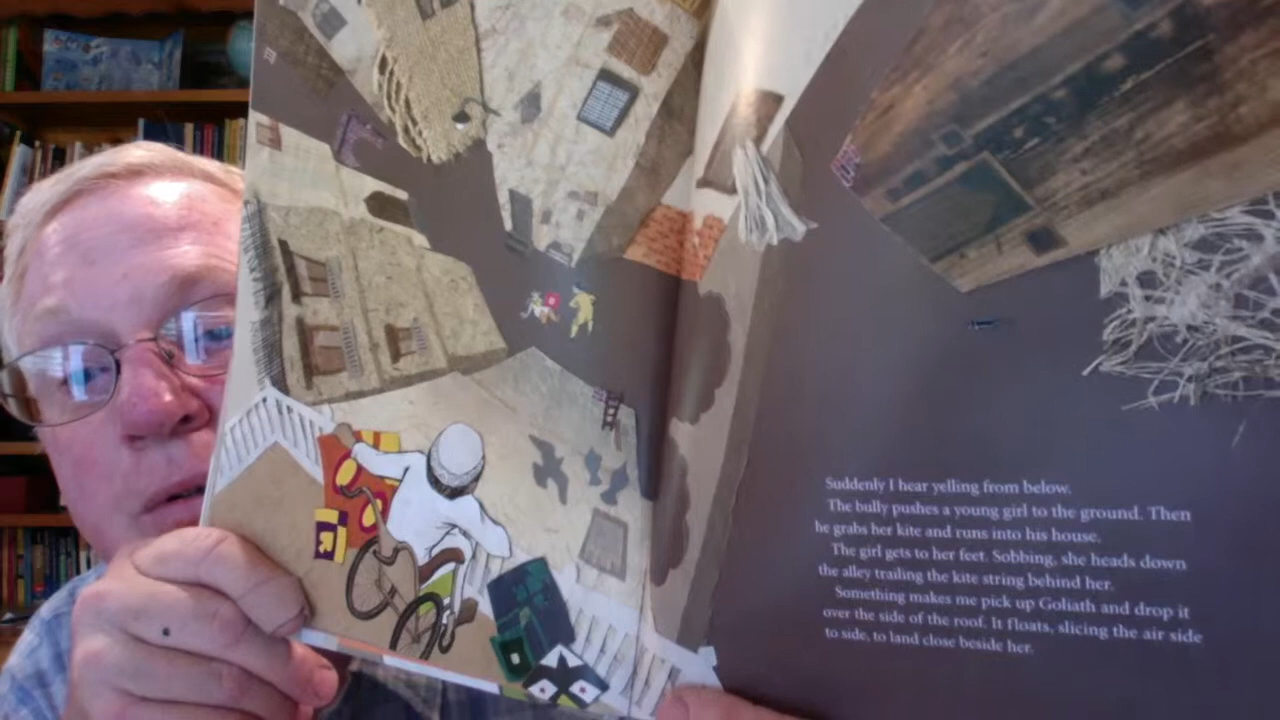 Suddenly I hear yelling from below.
The bully pushes a young girl to the ground. Then
he grabs her kite and runs into his house.
The girl gets to her feet. Sobbing, she heads down
the alley trailing the kite string behind her.
Something makes me pick up Goliath and drop it
over the side of the roof. It floats, slicing the air side
to side, to land close beside her.